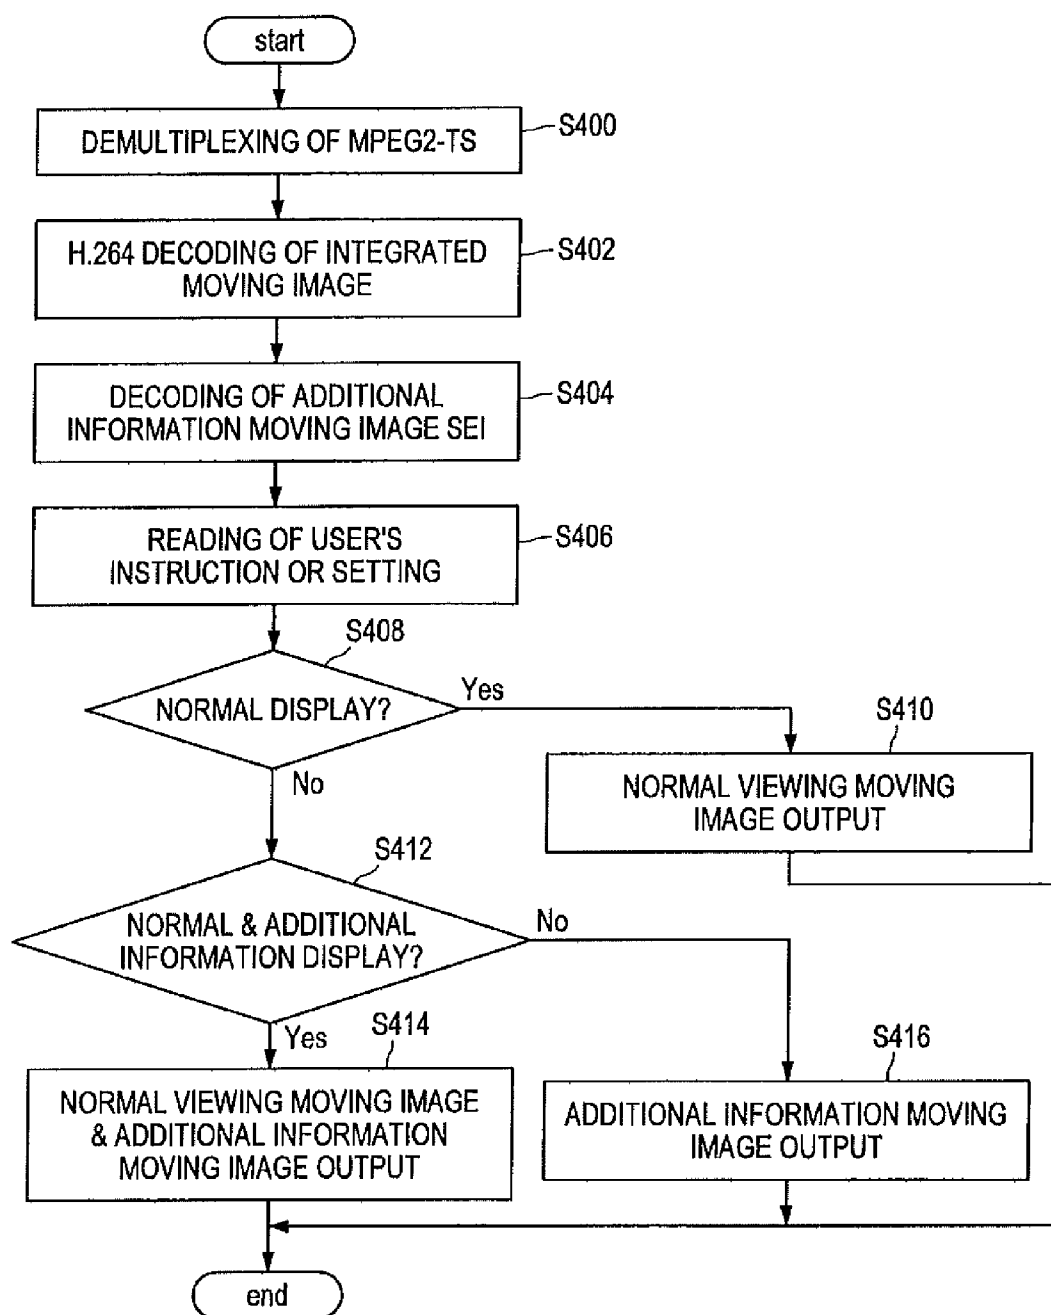 start
DEMULTIPLEXING OF MPEG2-TS
S400
H.264 DECODING OF INTEGRATED
MOVING IMAGE
S402
DECODING OF ADDITIONAL
INFORMATION MOVING IMAGE SEI
S404
READING OF USER'S
INSTRUCTION OR SETTING
S406
S408
NORMAL DISPLAY?
Yes
No
S410
NORMAL VIEWING MOVING
IMAGE OUTPUT
S412
NORMAL & ADDITIONAL
INFORMATION DISPLAY?
No
Yes
S414
NORMAL VIEWING MOVING IMAGE
& ADDITIONAL INFORMATION
MOVING IMAGE OUTPUT
S416
ADDITIONAL INFORMATION MOVING
IMAGE OUTPUT
end